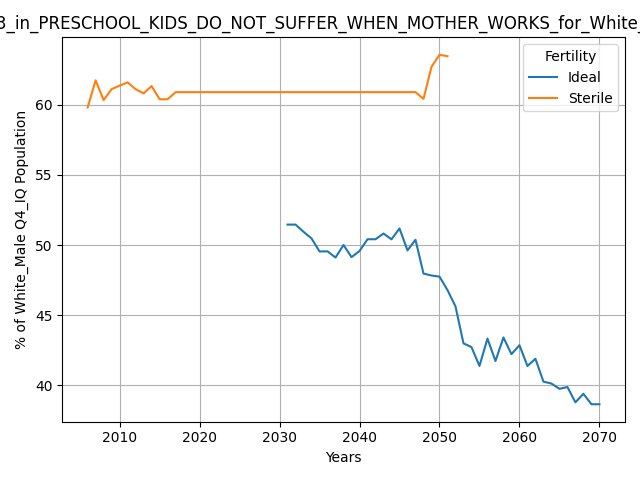 3_in_PRESCHOOL_KIDS_DO_NOT_SUFFER_WHEN_MOTHER_WORKS_for_White_
Fertility
Ideal
Sterile
% of White_Male Q4_IQ Population
60
55
50
45
40
2010 2020 2030 2040 2050 2060 2070
Years